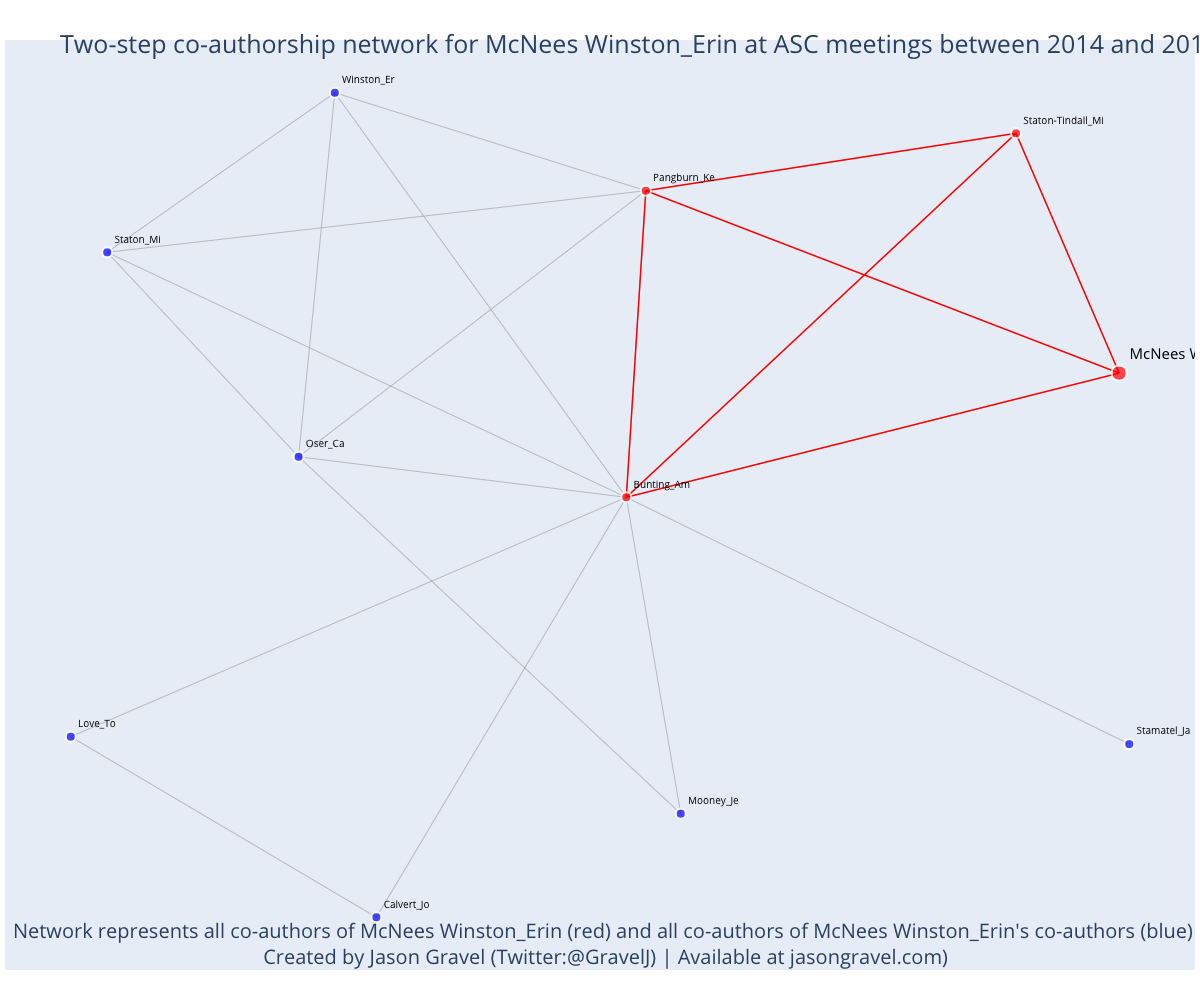 Two-step co-authorship network for McNees Winston_Erin at ASC meetings between 2014 and 201
Winston_Er
Staton-Tindall_Mi
Pangburn_Ke
Staton_Mi
McNees W
Oser_Ca
Bunting_Am
Love_To
Stamatel_Ja
Mooney_Je
Calvert_Jo
Network represents all co-authors of McNees Winston_Erin (red) and all co-authors of McNees Winston_Erin's co-authors (blue)
Created by Jason Gravel (Twitter:@GravelJ) | Available at jasongravel.com)